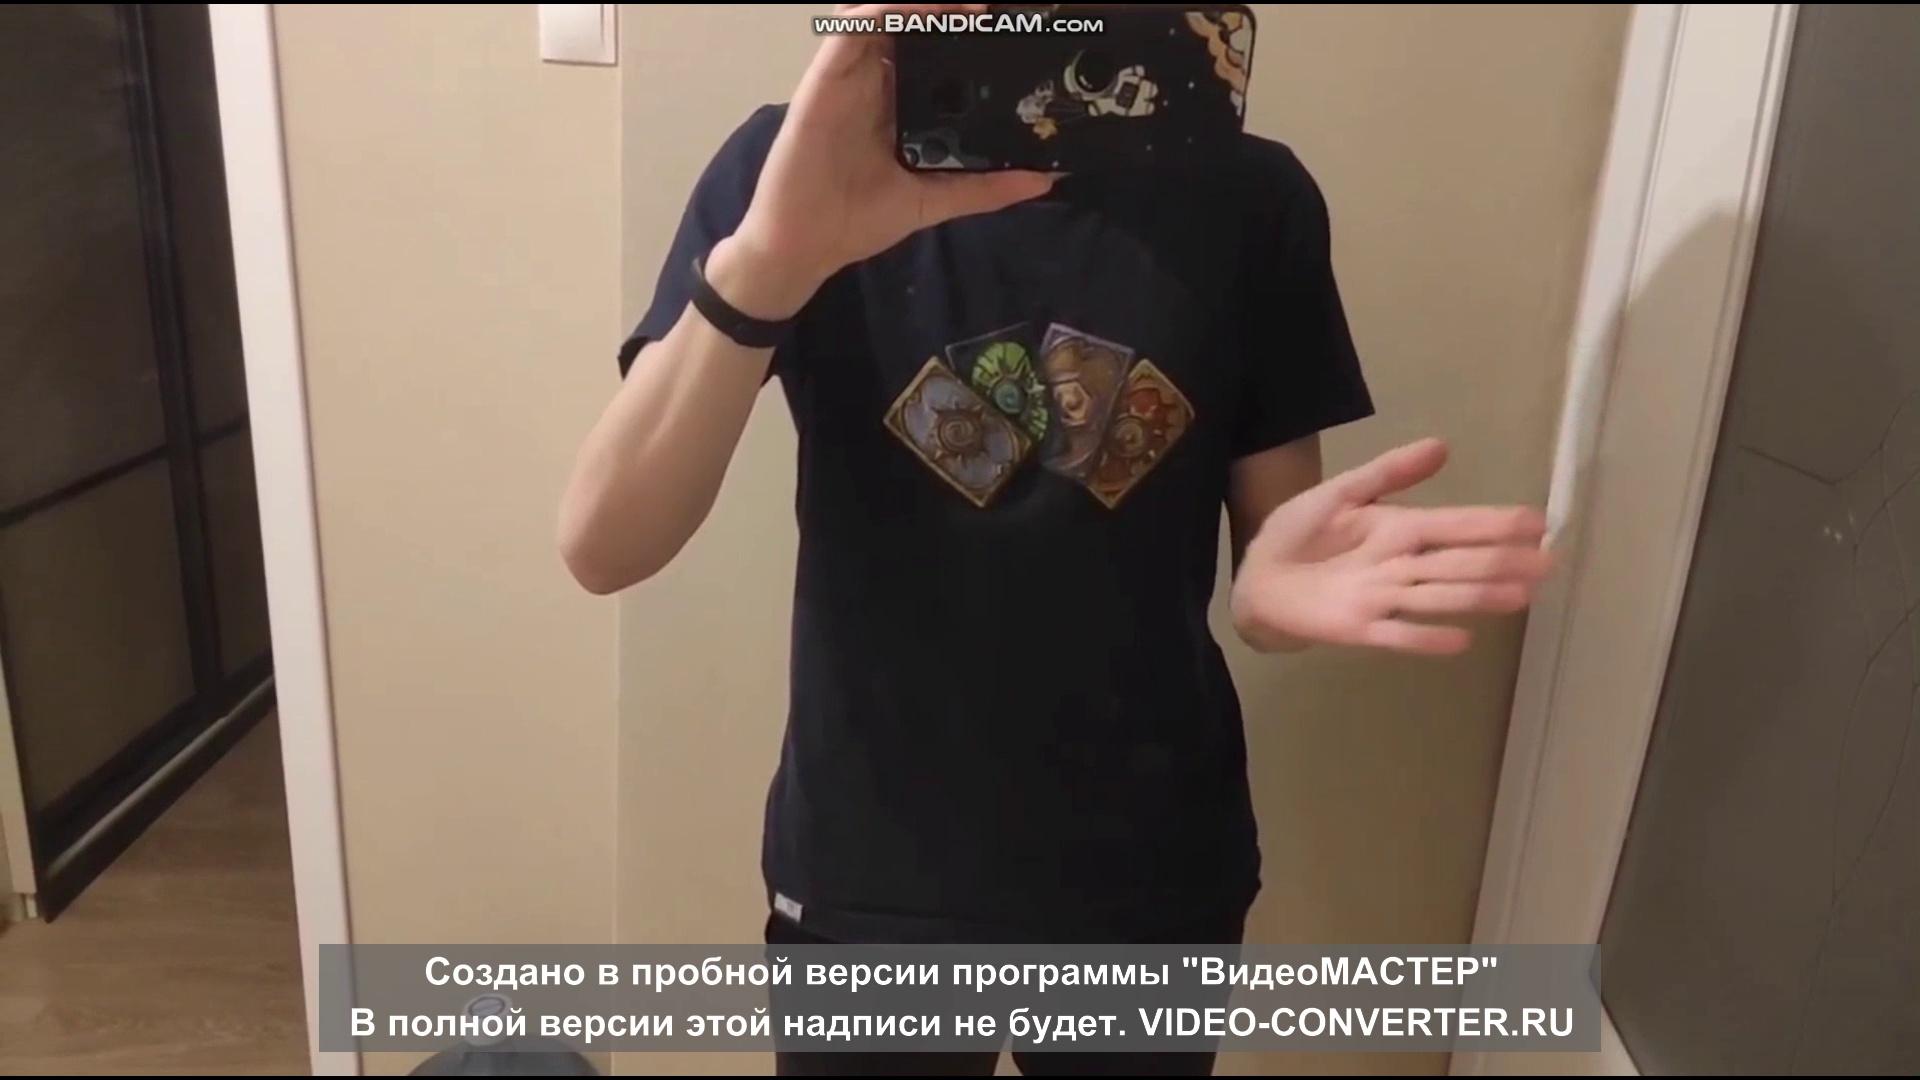 www.BANDICAM.com
Создано в пробной версии программы "ВидеоМАСТЕР"
В полной версии этой надписи не будет. VIDEO-CONVERTER.RU